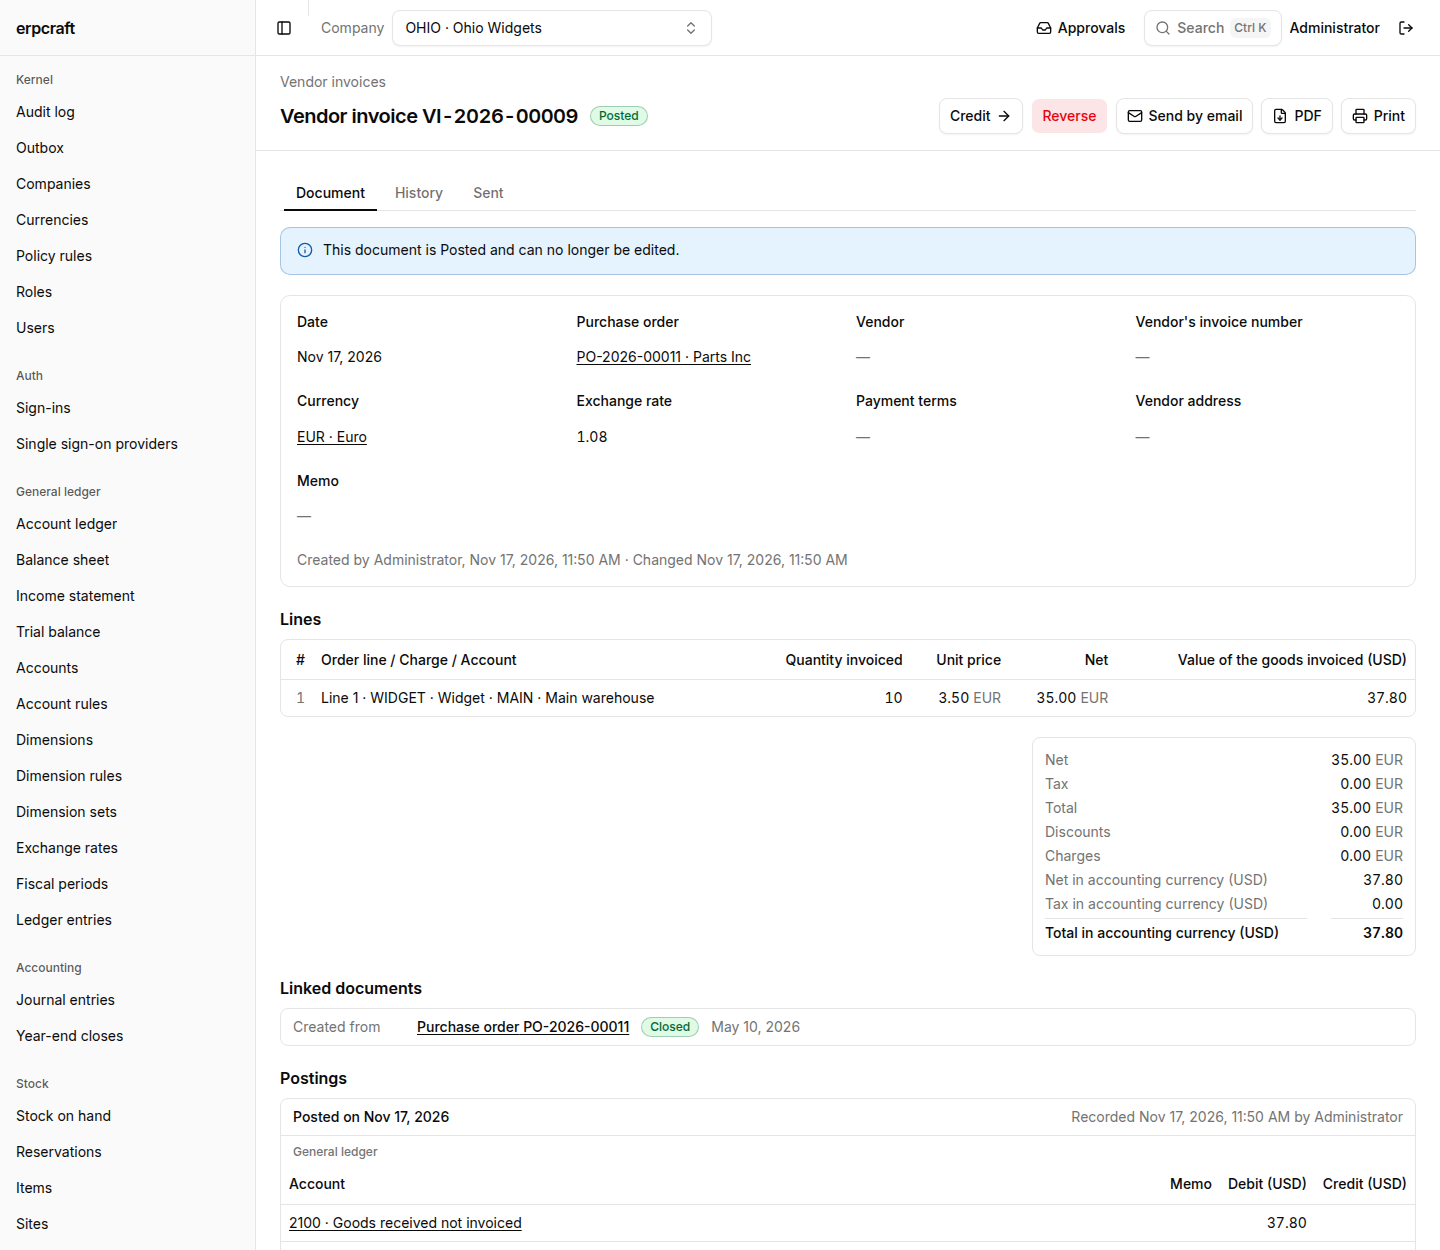 erpcraft
Company OHIO · Ohio Widgets Approvals Search Ctrl K Administrator
Kernel
Audit log
Outbox
Companies
Currencies
Policy rules
Roles
Users
Auth
Sign-ins
Single sign-on providers
General ledger
Account ledger
Balance sheet
Income statement
Trial balance
Accounts
Account rules
Dimensions
Dimension rules
Dimension sets
Exchange rates
Fiscal periods
Ledger entries
Accounting
Journal entries
Year-end closes
Stock
Stock on hand
Reservations
Items
Sites
Vendor invoices
Vendor invoice VI-2026-00009 Posted Credit Reverse Send by email PDF Print
Document History Sent
This document is Posted and can no longer be edited.
Date Purchase order Vendor Vendor's invoice number
Nov 17, 2026 PO-2026-00011 · Parts Inc — —
Currency Exchange rate Payment terms Vendor address
EUR · Euro 1.08 — —
Memo
—
Created by Administrator, Nov 17, 2026, 11:50 AM · Changed Nov 17, 2026, 11:50 AM
Lines
# Order line / Charge / Account Quantity invoiced Unit price Net Value of the goods invoiced (USD)
1 Line 1 · WIDGET · Widget · MAIN · Main warehouse 10 3.50 EUR 35.00 EUR 37.80
Net 35.00 EUR
Tax 0.00 EUR
Total 35.00 EUR
Discounts 0.00 EUR
Charges 0.00 EUR
Net in accounting currency (USD) 37.80
Tax in accounting currency (USD) 0.00
Total in accounting currency (USD) 37.80
Linked documents
Created from Purchase order PO-2026-00011 Closed May 10, 2026
Postings
Posted on Nov 17, 2026 Recorded Nov 17, 2026, 11:50 AM by Administrator
General ledger
Account Memo Debit (USD) Credit (USD)
2100 · Goods received not invoiced 37.80